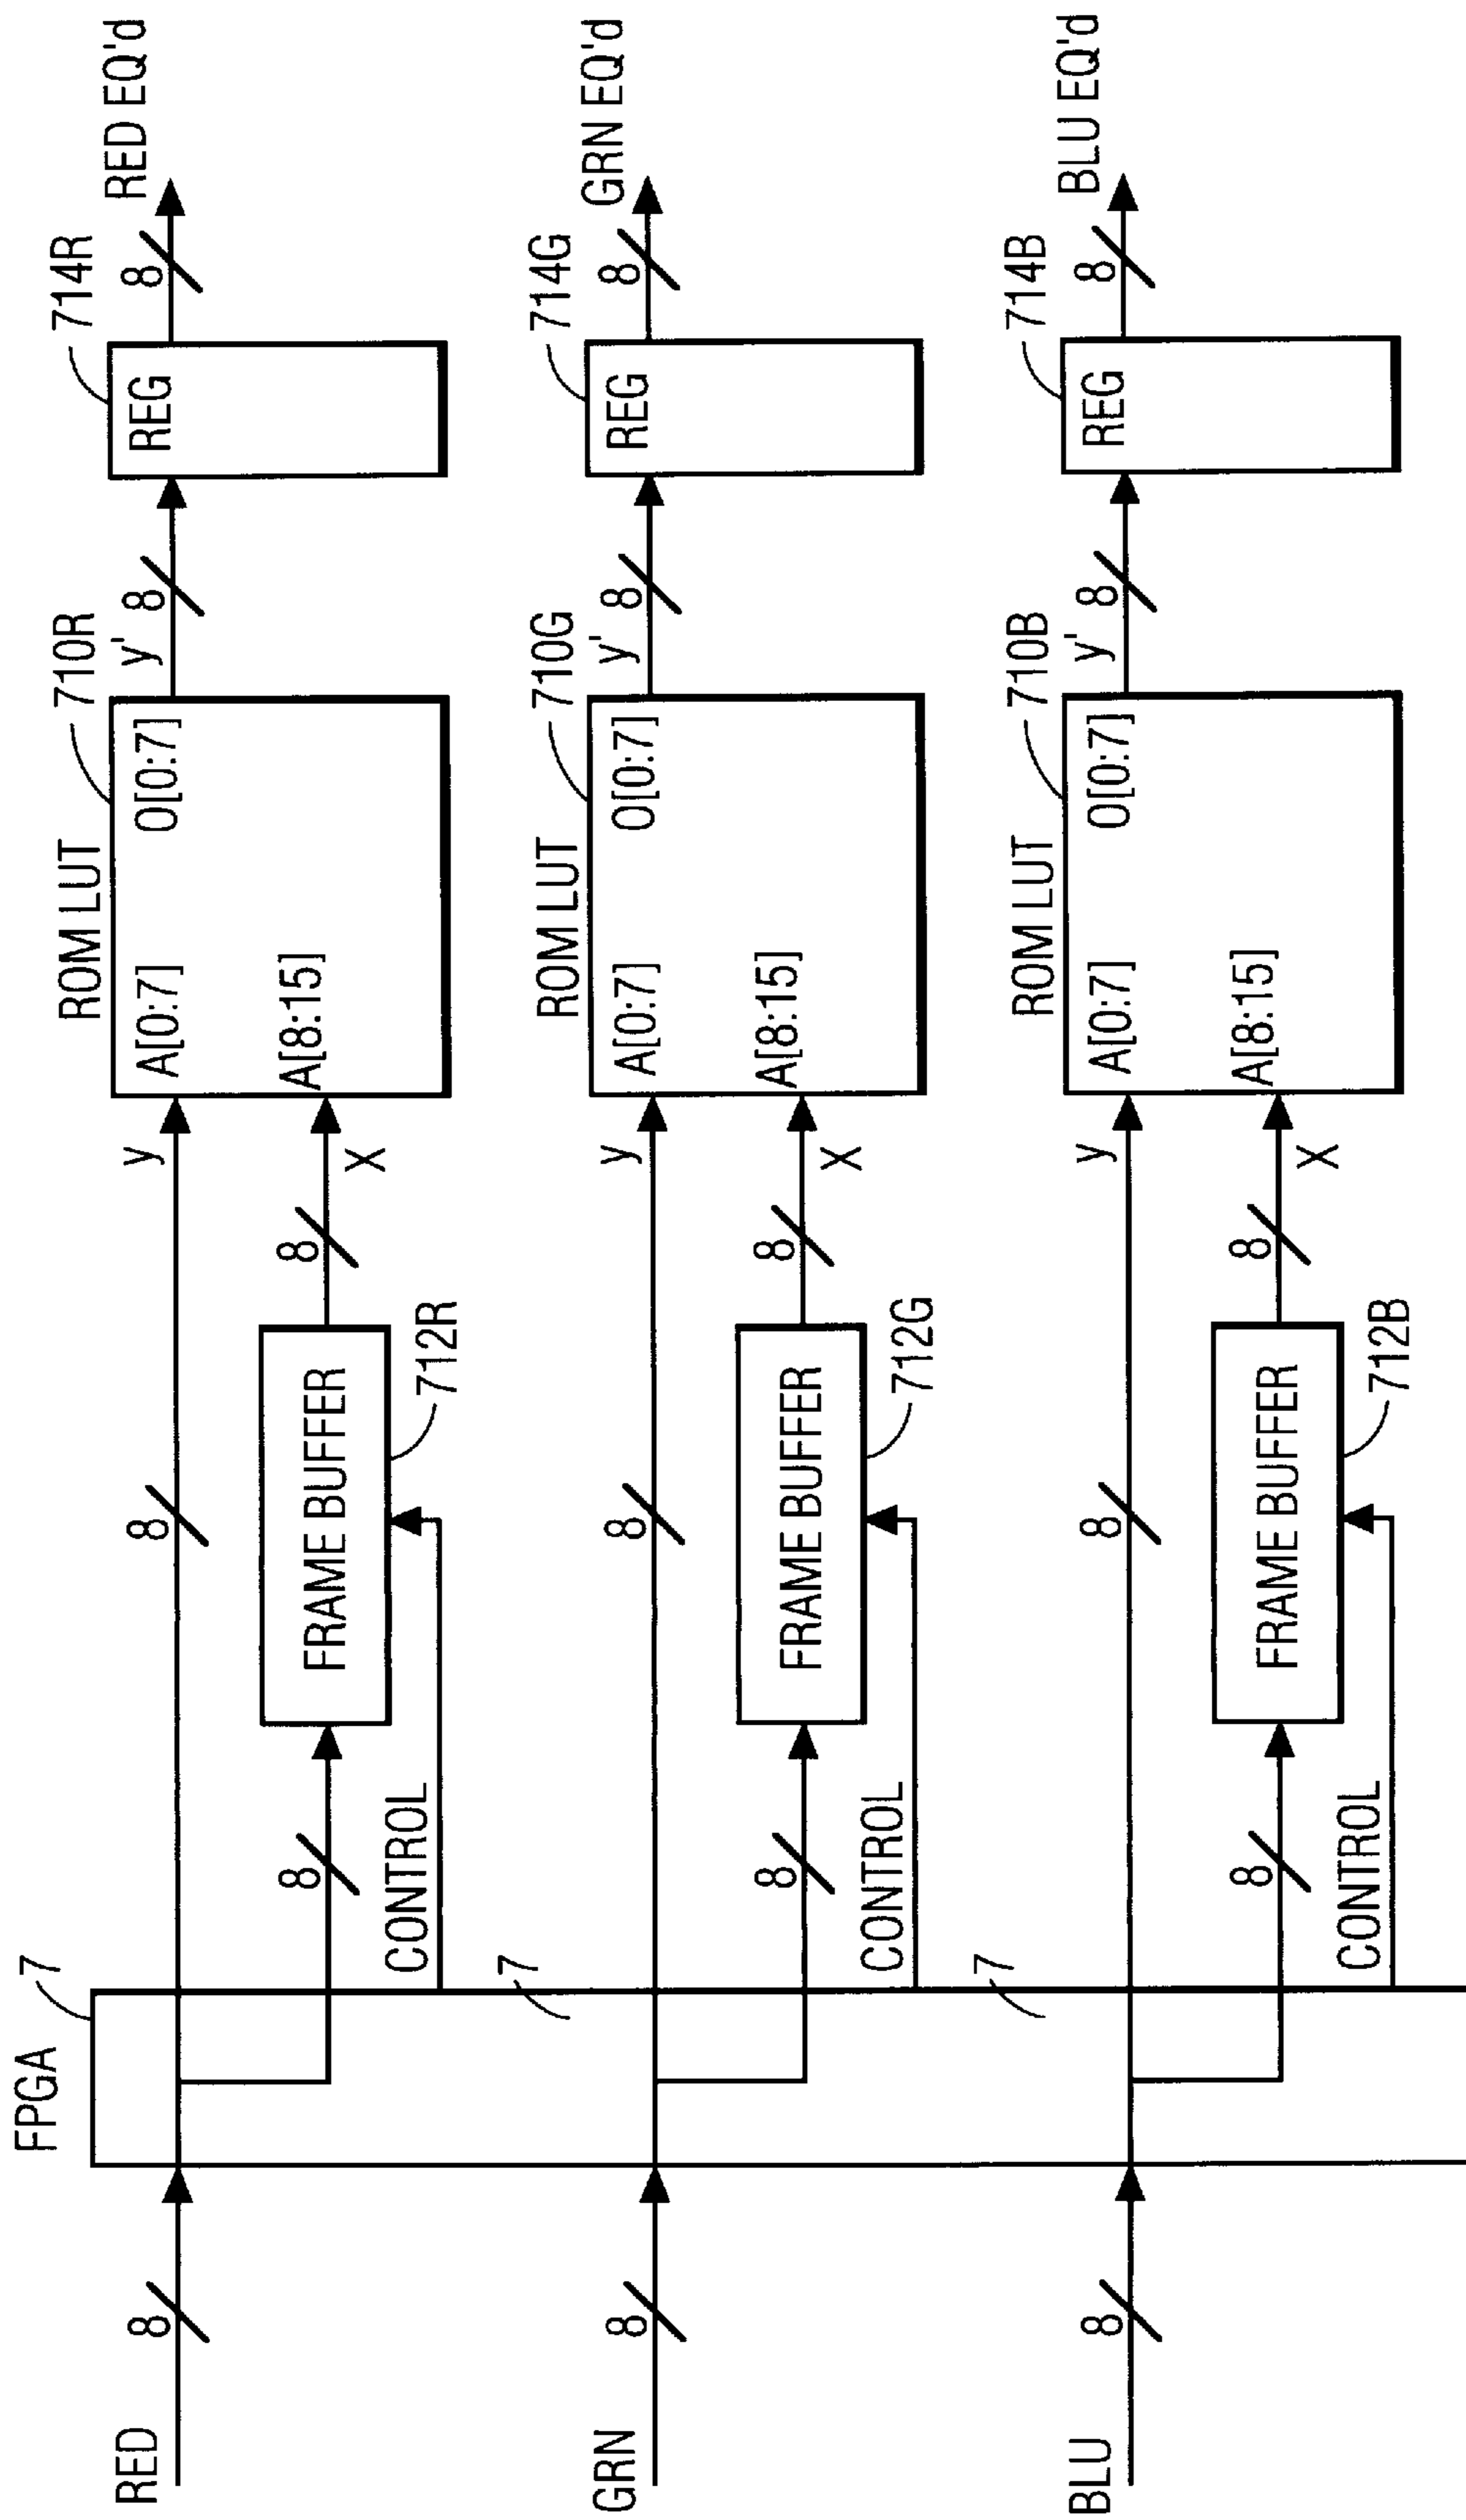 FPGA
7
RED
8
8
y
ROM LUT
710R
A[0:7]
O[0:7]
y'
8
714R
REG
8
RED EQ'd
8
FRAME BUFFER
712R
8
x
A[8:15]
CONTROL
7
GRN
8
8
y
ROM LUT
710G
A[0:7]
O[0:7]
y'
8
714G
REG
8
GRN EQ'd
8
FRAME BUFFER
712G
8
x
A[8:15]
CONTROL
7
BLU
8
8
y
ROM LUT
710B
A[0:7]
O[0:7]
y'
8
714B
REG
8
BLU EQ'd
8
FRAME BUFFER
712B
8
x
A[8:15]
CONTROL